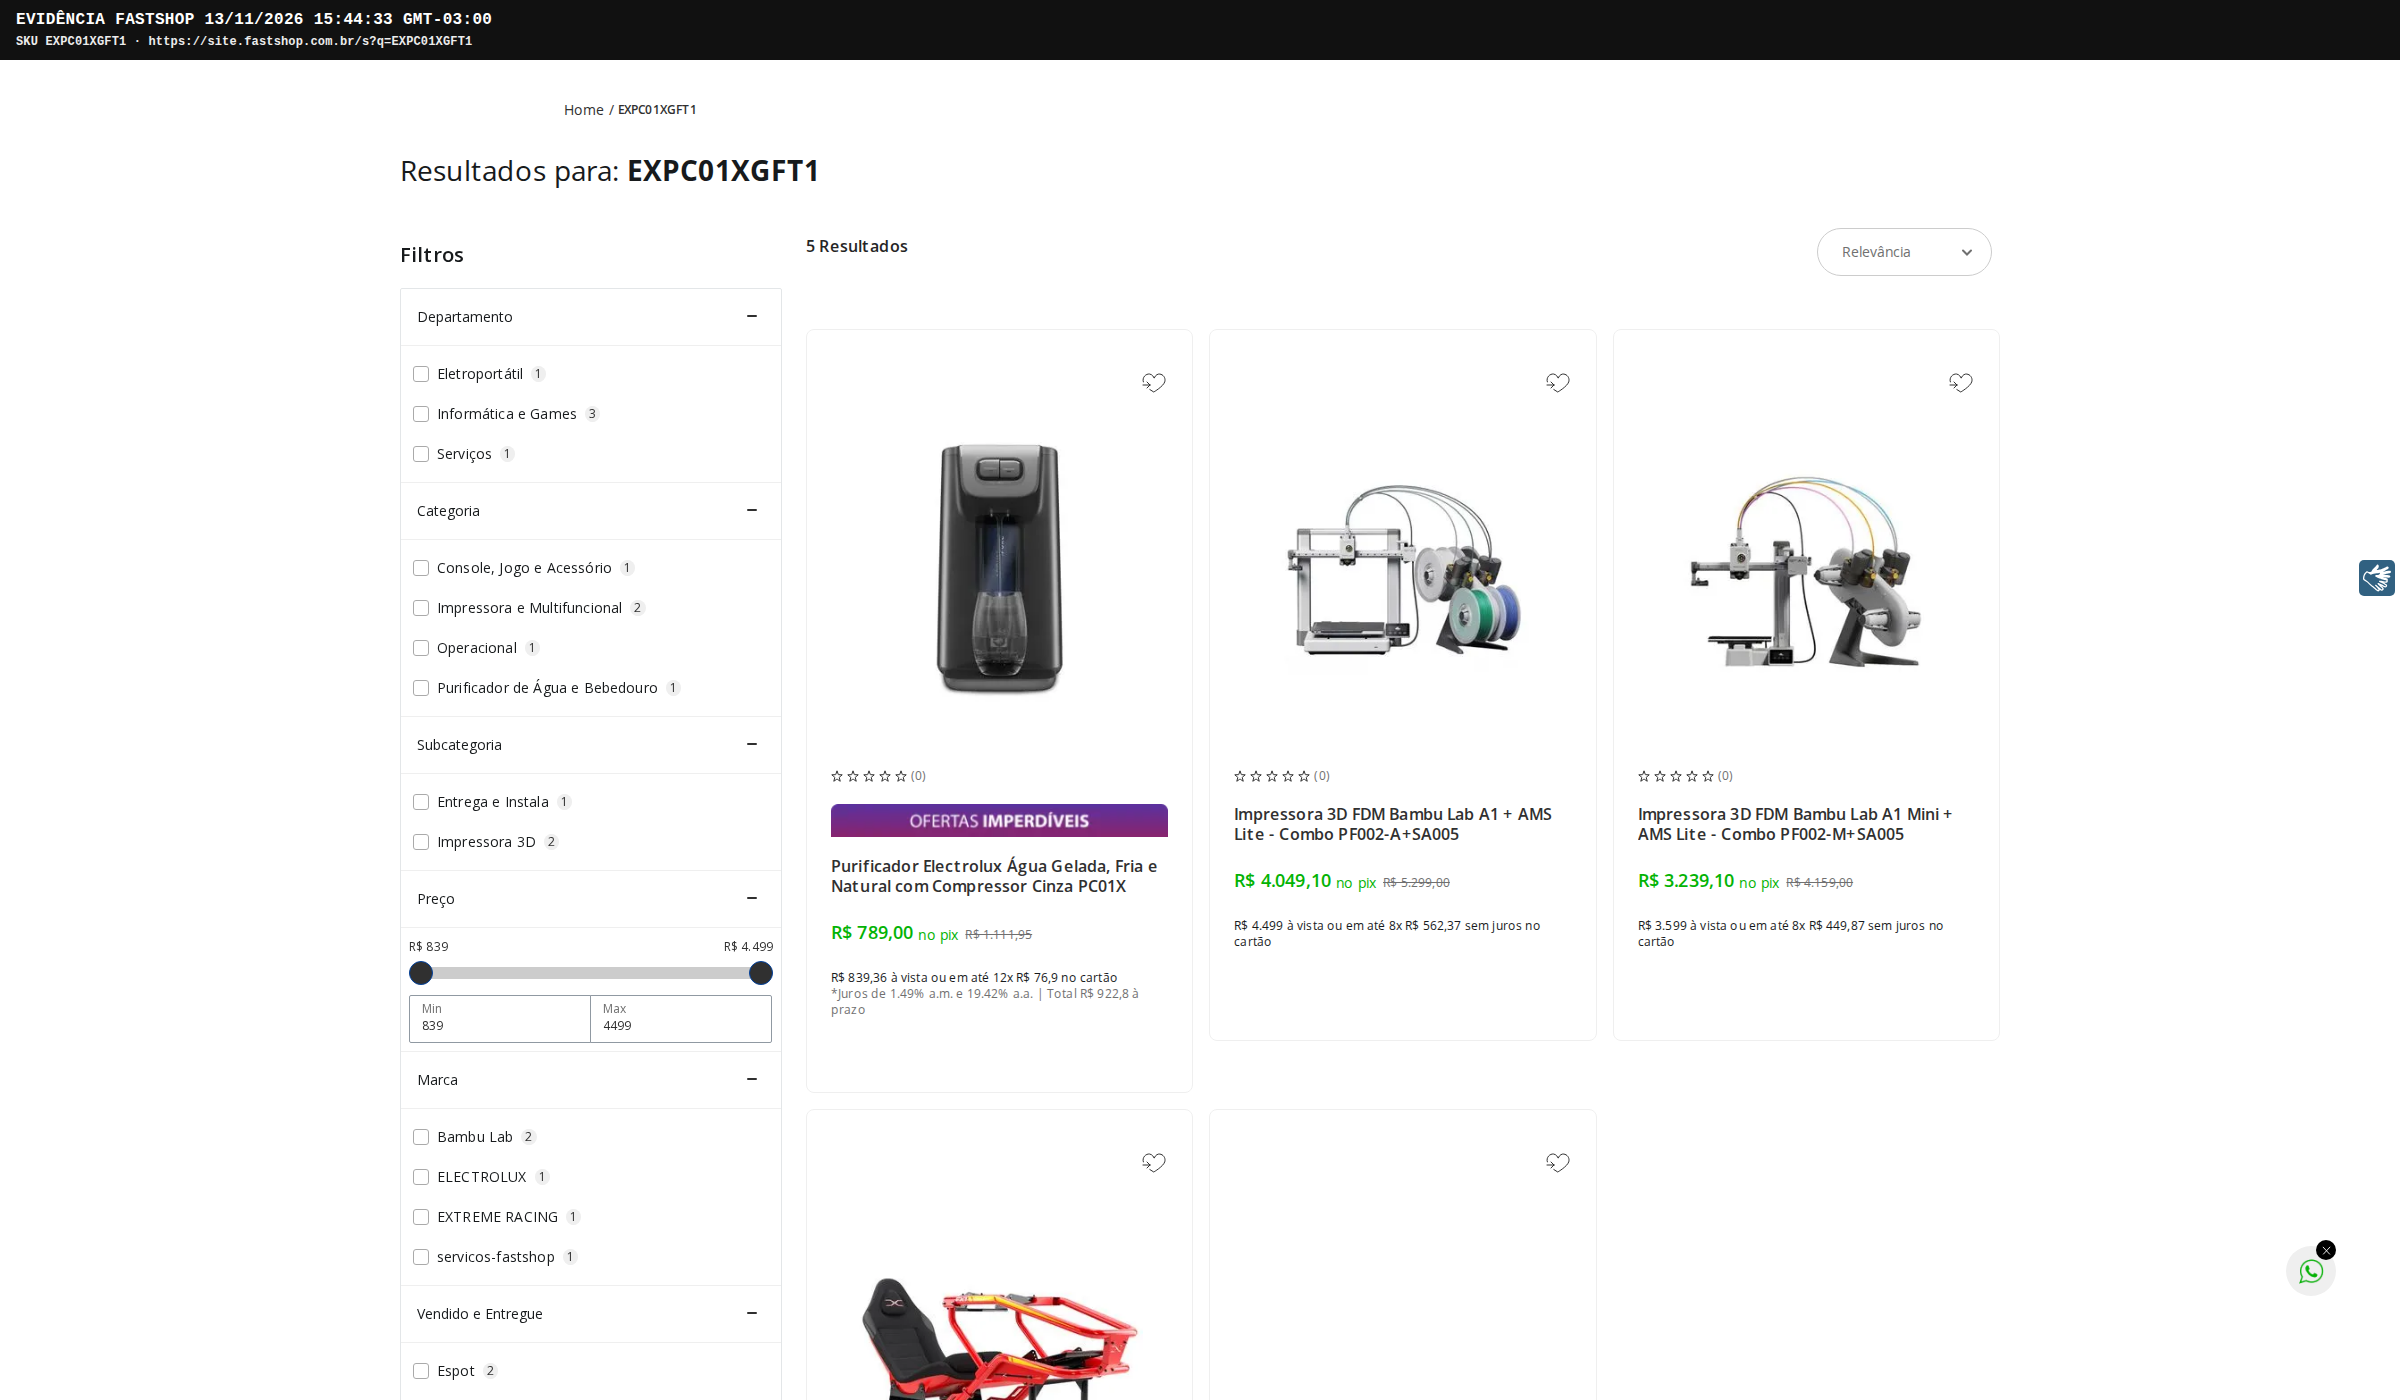 EVIDÊNCIA FASTSHOP 13/11/2026 15:44:33 GMT-03:00
SKU EXPC01XGFT1 · https://site.fastshop.com.br/s?q=EXPC01XGFT1
Home / EXPC01XGFT1
Resultados para: EXPC01XGFT1
Filtros
5 Resultados
Relevância
Departamento
Eletroportátil 1
Informática e Games 3
Serviços 1
Categoria
Console, Jogo e Acessório 1
Impressora e Multifuncional 2
Operacional 1
Purificador de Água e Bebedouro 1
Subcategoria
Entrega e Instala 1
Impressora 3D 2
Preço
R$ 839 R$ 4.499
Min
839
Max
4499
Marca
Bambu Lab 2
ELECTROLUX 1
EXTREME RACING 1
servicos-fastshop 1
Vendido e Entregue
Espot 2
(0)
OFERTAS IMPERDÍVEIS
Purificador Electrolux Água Gelada, Fria e
Natural com Compressor Cinza PC01X
R$ 789,00 no pix R$ 1.111,95
R$ 839,36 à vista ou em até 12x R$ 76,9 no cartão
*Juros de 1.49% a.m. e 19.42% a.a. | Total R$ 922,8 à
prazo
(0)
Impressora 3D FDM Bambu Lab A1 + AMS
Lite - Combo PF002-A+SA005
R$ 4.049,10 no pix R$ 5.299,00
R$ 4.499 à vista ou em até 8x R$ 562,37 sem juros no
cartão
(0)
Impressora 3D FDM Bambu Lab A1 Mini +
AMS Lite - Combo PF002-M+SA005
R$ 3.239,10 no pix R$ 4.159,00
R$ 3.599 à vista ou em até 8x R$ 449,87 sem juros no
cartão